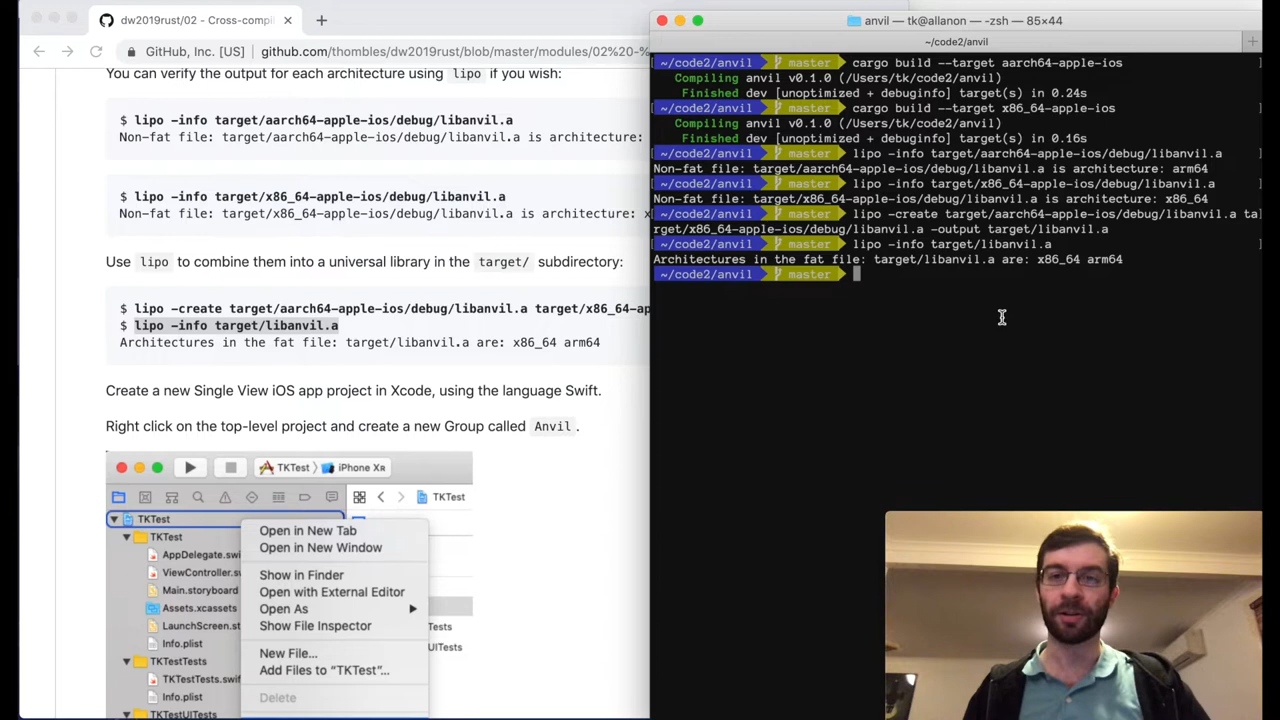 dw2019rust/02 - Cross-compil
GitHub, Inc. [US]
github.com/thombles/dw2019rust/blob/master/modules/02%20-%
You can verify the output for each architecture using lipo if you wish:
$ lipo -info target/aarch64-apple-ios/debug/libanvil.a
Non-fat file: target/aarch64-apple-ios/debug/libanvil.a is architecture:
$ lipo -info target/x86_64-apple-ios/debug/libanvil.a
Non-fat file: target/x86_64-apple-ios/debug/libanvil.a is architecture: x
Use lipo to combine them into a universal library in the target/ subdirectory:
$ lipo -create target/aarch64-apple-ios/debug/libanvil.a target/x86_64-ap
$ lipo -info target/libanvil.a
Architectures in the fat file: target/libanvil.a are: x86_64 arm64
Create a new Single View iOS app project in Xcode, using the language Swift.
Right click on the top-level project and create a new Group called Anvil.
TKTest
iPhone XR
TKTest
TKTest
TKTest
AppDelegate.swi
ViewController.sw
Main.storyboard
Assets.xcassets
LaunchScreen.st
Info.plist
TKTestTests
TKTestTests.swif
Info.plist
TKTestUITests
Open in New Tab
Open in New Window
Show in Finder
Open with External Editor
Open As
Show File Inspector
New File...
Add Files to “TKTest”...
Delete
Tests
UITests
anvil — tk@allanon — -zsh — 85×44
~/code2/anvil
~/code2/anvil master cargo build --target aarch64-apple-ios
Compiling anvil v0.1.0 (/Users/tk/code2/anvil)
Finished dev [unoptimized + debuginfo] target(s) in 0.24s
~/code2/anvil master cargo build --target x86_64-apple-ios
Compiling anvil v0.1.0 (/Users/tk/code2/anvil)
Finished dev [unoptimized + debuginfo] target(s) in 0.16s
~/code2/anvil master lipo -info target/aarch64-apple-ios/debug/libanvil.a
Non-fat file: target/aarch64-apple-ios/debug/libanvil.a is architecture: arm64
~/code2/anvil master lipo -info target/x86_64-apple-ios/debug/libanvil.a
Non-fat file: target/x86_64-apple-ios/debug/libanvil.a is architecture: x86_64
~/code2/anvil master lipo -create target/aarch64-apple-ios/debug/libanvil.a ta
rget/x86_64-apple-ios/debug/libanvil.a -output target/libanvil.a
~/code2/anvil master lipo -info target/libanvil.a
Architectures in the fat file: target/libanvil.a are: x86_64 arm64
~/code2/anvil master